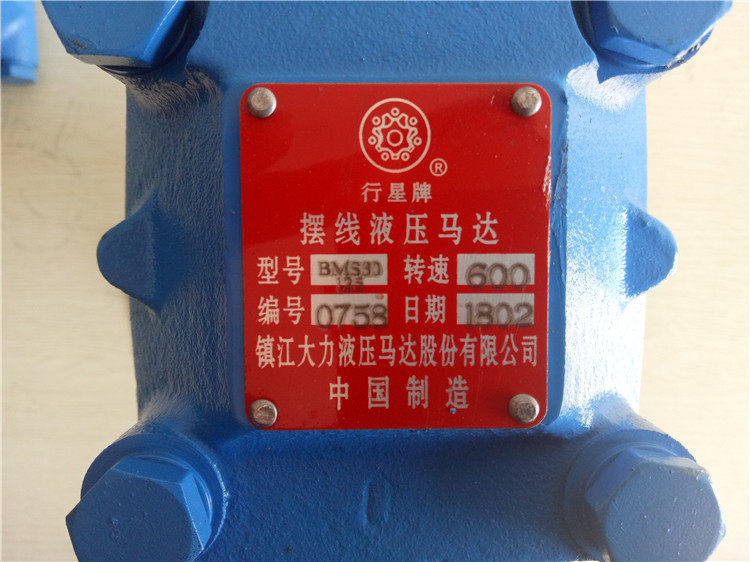 ®
行星牌
摆线液压马达
型号 BMS30 125 转速 600
编号 0758 日期 1802
镇江大力液压马达股份有限公司
中国制造